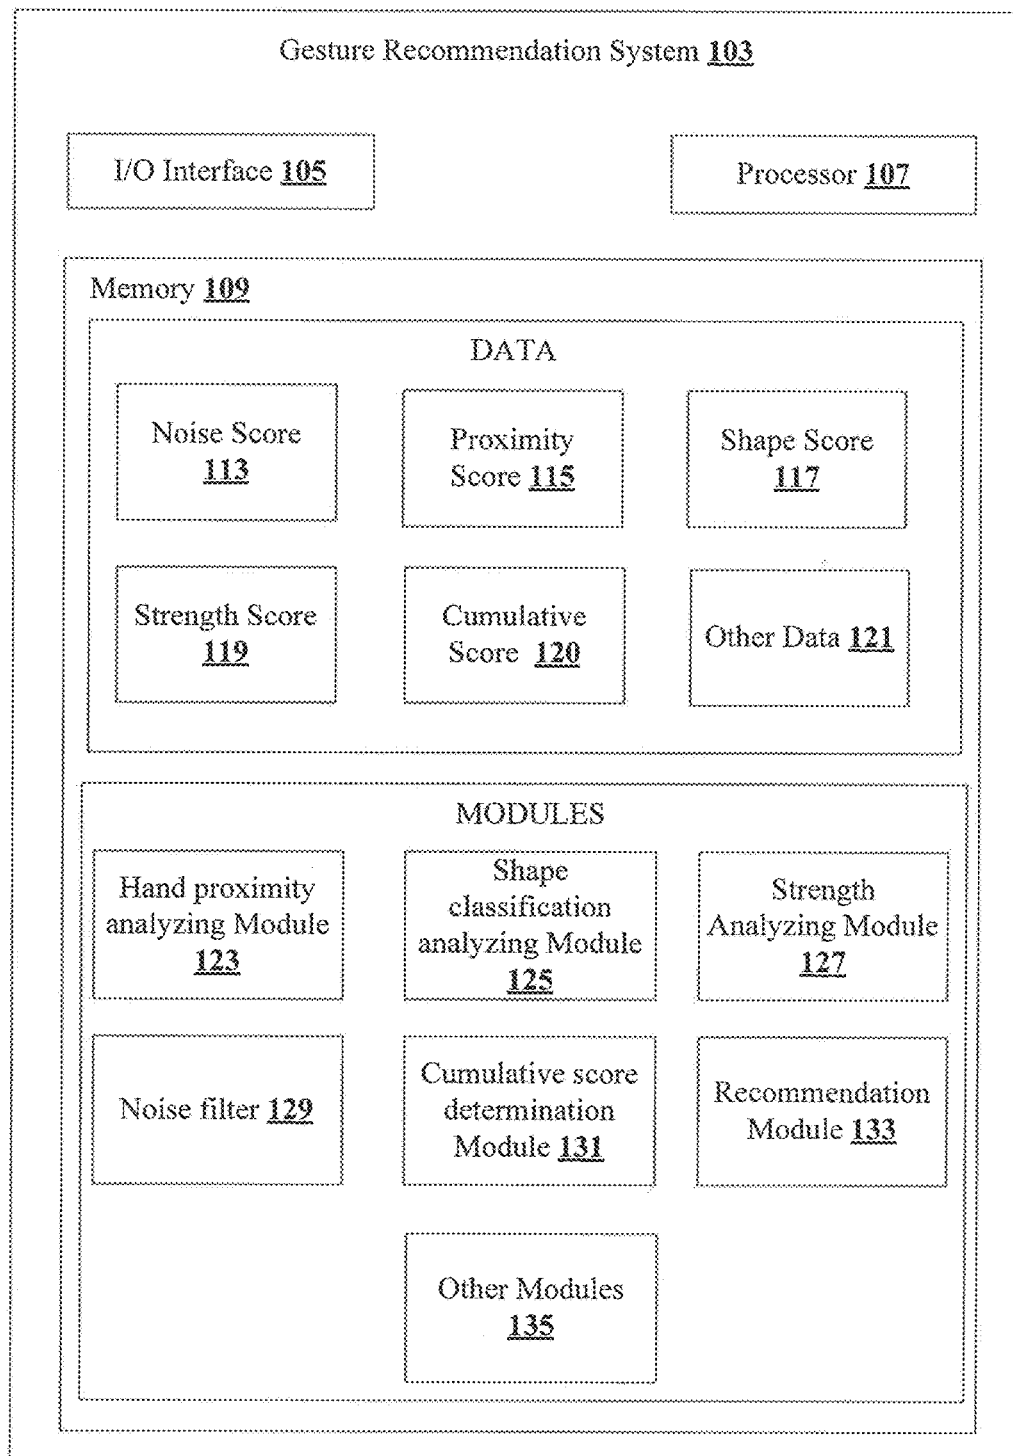 Gesture Recommendation System 103
I/O Interface 105
Processor 107
Memory 109
DATA
Noise Score
113
Proximity
Score 115
Shape Score
117
Strength Score
119
Cumulative
Score 120
Other Data 121
MODULES
Hand proximity
analyzing Module
123
Shape
classification
analyzing Module
125
Strength
Analyzing Module
127
Noise filter 129
Cumulative score
determination
Module 131
Recommendation
Module 133
Other Modules
135